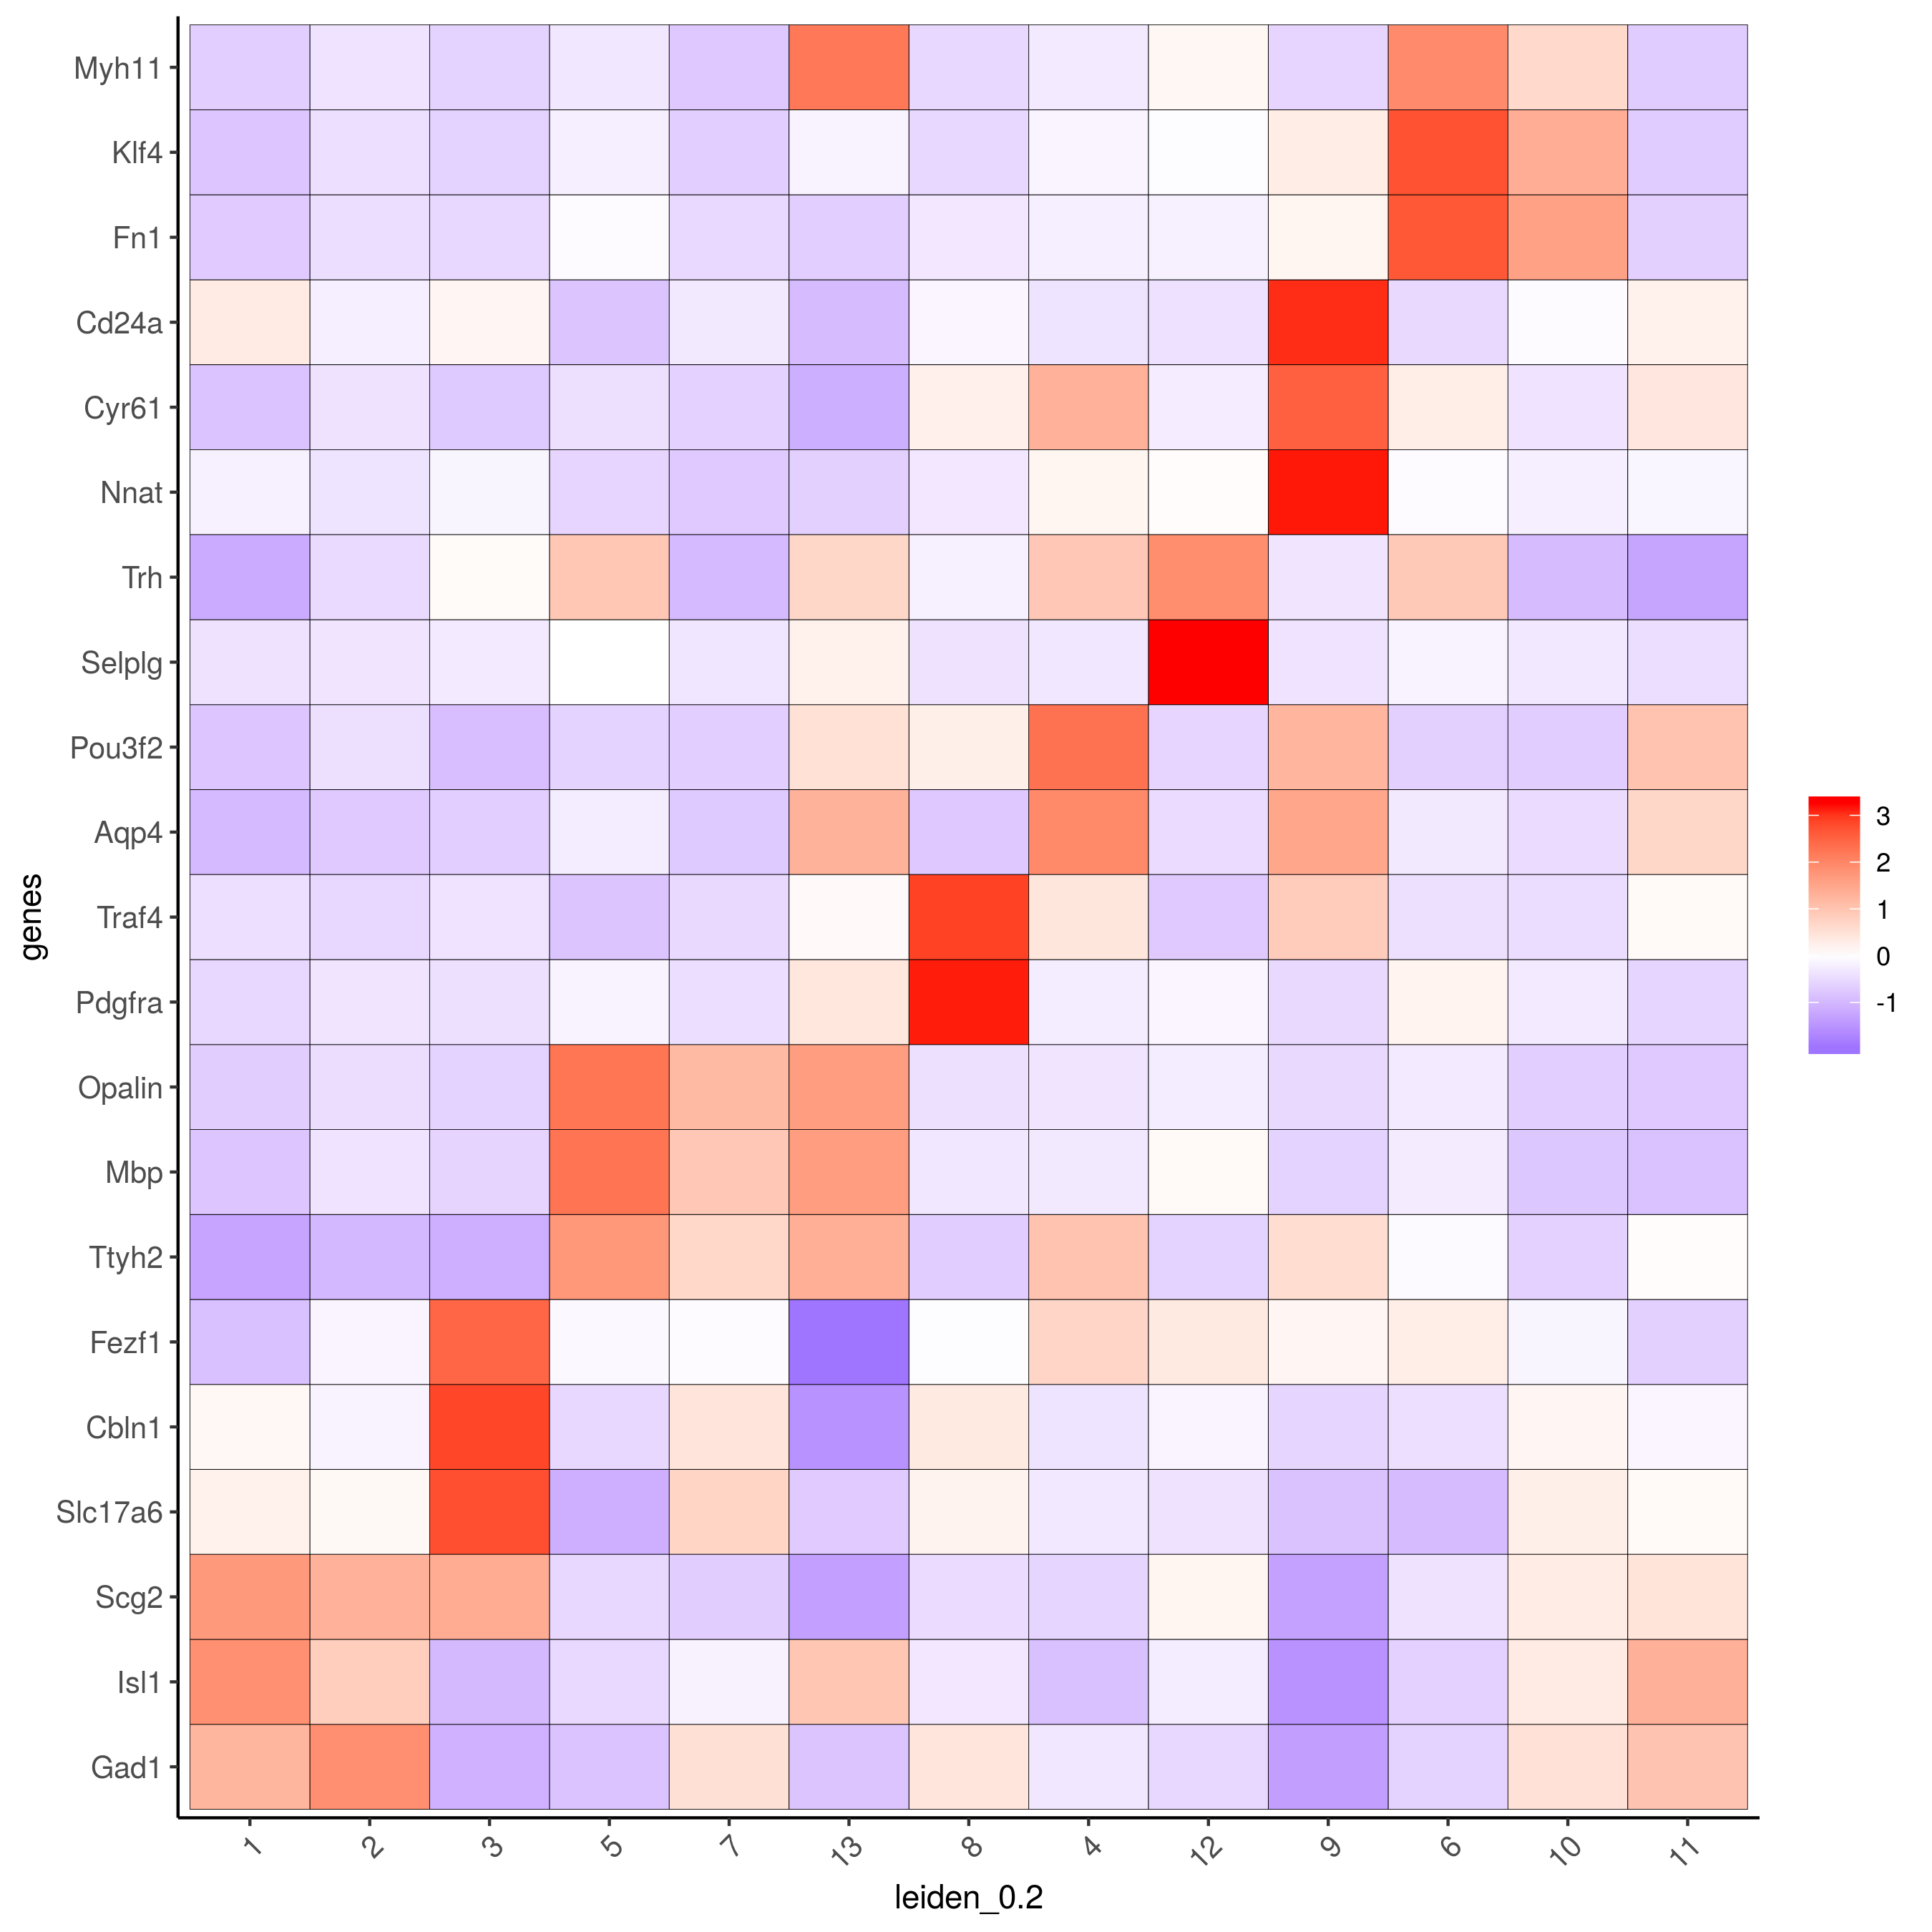 Myh11
Klf4
Fn1
Cd24a
Cyr61
Nnat
Trh
Selplg
Pou3f2
Aqp4
Traf4
Pdgfra
Opalin
Mbp
Ttyh2
Fezf1
Cbln1
Slc17a6
Scg2
Isl1
Gad1
genes
1 2 3 5 7 13 8 4 12 9 6 10 11
leiden_0.2
3
2
1
0
-1